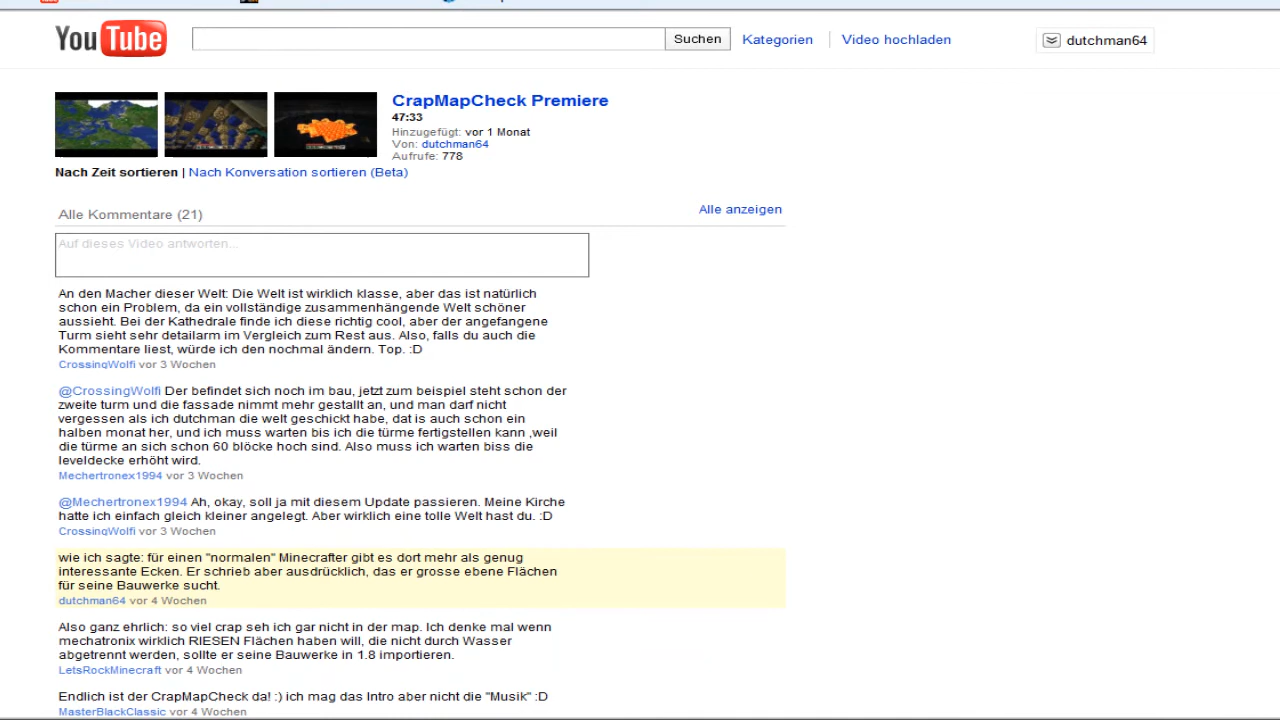 YouTube
Suchen
Kategorien
Video hochladen
dutchman64
CrapMapCheck Premiere
47:33
Hinzugefügt: vor 1 Monat
Von: dutchman64
Aufrufe: 778
Nach Zeit sortieren | Nach Konversation sortieren (Beta)
Alle Kommentare (21)
Alle anzeigen
Auf dieses Video antworten...
An den Macher dieser Welt: Die Welt ist wirklich klasse, aber das ist natürlich
schon ein Problem, da ein vollständige zusammenhängende Welt schöner
aussieht. Bei der Kathedrale finde ich diese richtig cool, aber der angefangene
Turm sieht sehr detailarm im Vergleich zum Rest aus. Also, falls du auch die
Kommentare liest, würde ich den nochmal ändern. Top. :D
CrossingWolfi vor 3 Wochen
@CrossingWolfi Der befindet sich noch im bau, jetzt zum beispiel steht schon der
zweite turm und die fassade nimmt mehr gestallt an, und man darf nicht
vergessen als ich dutchman die welt geschickt habe, dat is auch schon ein
halben monat her, und ich muss warten bis ich die türme fertigstellen kann ,weil
die türme an sich schon 60 blöcke hoch sind. Also muss ich warten biss die
leveldecke erhöht wird.
Mechertronex1994 vor 3 Wochen
@Mechertronex1994 Ah, okay, soll ja mit diesem Update passieren. Meine Kirche
hatte ich einfach gleich kleiner angelegt. Aber wirklich eine tolle Welt hast du. :D
CrossingWolfi vor 3 Wochen
wie ich sagte: für einen "normalen" Minecrafter gibt es dort mehr als genug
interessante Ecken. Er schrieb aber ausdrücklich, das er grosse ebene Flächen
für seine Bauwerke sucht.
dutchman64 vor 4 Wochen
Also ganz ehrlich: so viel crap seh ich gar nicht in der map. Ich denke mal wenn
mechatronix wirklich RIESEN Flächen haben will, die nicht durch Wasser
abgetrennt werden, sollte er seine Bauwerke in 1.8 importieren.
LetsRockMinecraft vor 4 Wochen
Endlich ist der CrapMapCheck da! :) ich mag das Intro aber nicht die "Musik" :D
MasterBlackClassic vor 4 Wochen